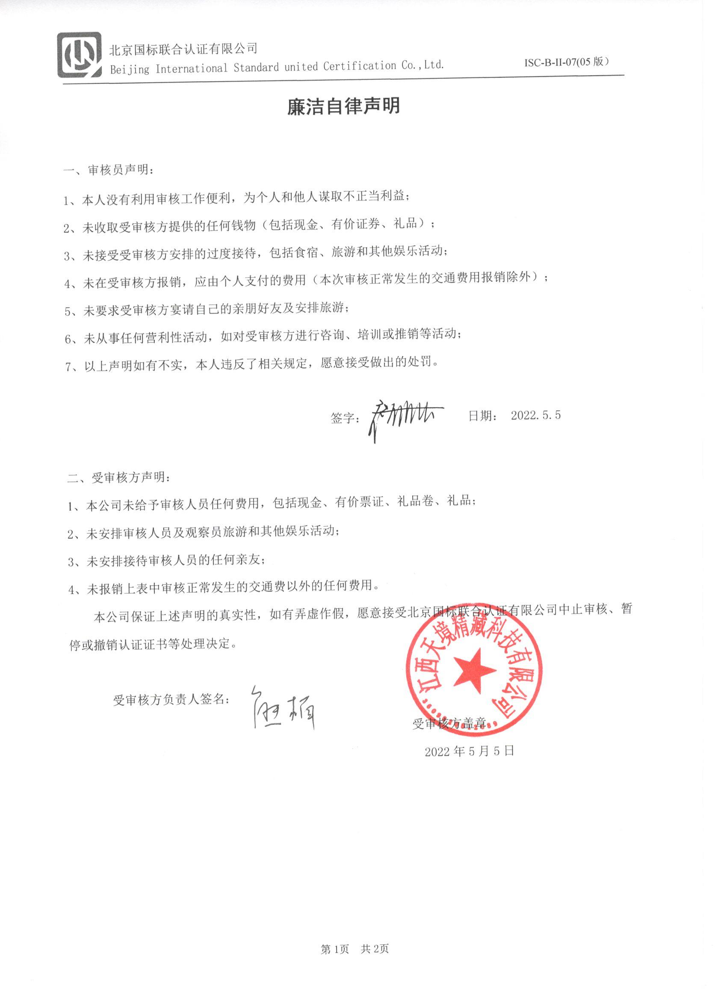 北京国标联合认证有限公司
Beijing International Standard united Certification Co.,Ltd.
ISC-B-II-07(05 版）
廉洁自律声明
一、审核员声明：
1、本人没有利用审核工作便利，为个人和他人谋取不正当利益；
2、未收取受审核方提供的任何钱物（包括现金、有价证券、礼品）；
3、未接受受审核方安排的过度接待，包括食宿、旅游和其他娱乐活动；
4、未在受审核方报销，应由个人支付的费用（本次审核正常发生的交通费用报销除外）；
5、未要求受审核方宴请自己的亲朋好友及安排旅游；
6、未从事任何营利性活动，如对受审核方进行咨询、培训或推销等活动；
7、以上声明如有不实，本人违反了相关规定，愿意接受做出的处罚。
签字： 日期： 2022.5.5
二、受审核方声明：
1、本公司未给予审核人员任何费用，包括现金、有价票证、礼品卷、礼品；
2、未安排审核人员及观察员旅游和其他娱乐活动；
3、未安排接待审核人员的任何亲友；
4、未报销上表中审核正常发生的交通费以外的任何费用。
本公司保证上述声明的真实性，如有弄虚作假，愿意接受北京国标联合认证有限公司中止审核、暂
停或撤销认证证书等处理决定。
江西天境精藏科技有限公司
受审核方负责人签名：
受审核方盖章
2022 年 5 月 5 日
第 1页 共 2页